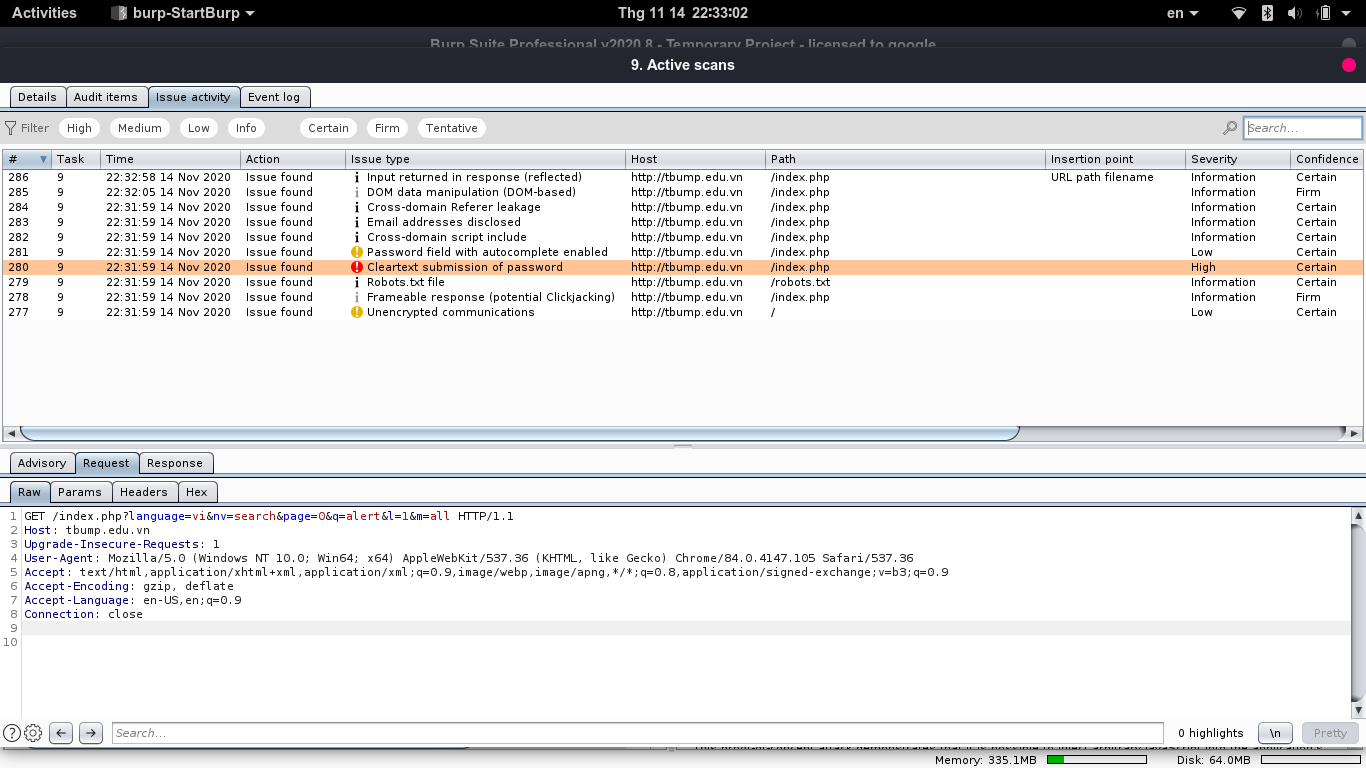 Activities burp-StartBurp Thg 11 14 22:33:02 en
Burp Suite Professional v2020.8 - Temporary Project - licensed to google
9. Active scans
Details Audit items Issue activity Event log
Filter High Medium Low Info Certain Firm Tentative Search...
# Task Time Action Issue type Host Path Insertion point Severity Confidence
286 9 22:32:58 14 Nov 2020 Issue found Input returned in response (reflected) http://tbump.edu.vn /index.php URL path filename Information Certain
285 9 22:32:05 14 Nov 2020 Issue found DOM data manipulation (DOM-based) http://tbump.edu.vn /index.php Information Firm
284 9 22:31:59 14 Nov 2020 Issue found Cross-domain Referer leakage http://tbump.edu.vn /index.php Information Certain
283 9 22:31:59 14 Nov 2020 Issue found Email addresses disclosed http://tbump.edu.vn /index.php Information Certain
282 9 22:31:59 14 Nov 2020 Issue found Cross-domain script include http://tbump.edu.vn /index.php Information Certain
281 9 22:31:59 14 Nov 2020 Issue found Password field with autocomplete enabled http://tbump.edu.vn /index.php Low Certain
280 9 22:31:59 14 Nov 2020 Issue found Cleartext submission of password http://tbump.edu.vn /index.php High Certain
279 9 22:31:59 14 Nov 2020 Issue found Robots.txt file http://tbump.edu.vn /robots.txt Information Certain
278 9 22:31:59 14 Nov 2020 Issue found Frameable response (potential Clickjacking) http://tbump.edu.vn /index.php Information Firm
277 9 22:31:59 14 Nov 2020 Issue found Unencrypted communications http://tbump.edu.vn / Low Certain
Advisory Request Response
Raw Params Headers Hex
1 GET /index.php?language=vi&nv=search&page=0&q=alert&l=1&m=all HTTP/1.1
2 Host: tbump.edu.vn
3 Upgrade-Insecure-Requests: 1
4 User-Agent: Mozilla/5.0 (Windows NT 10.0; Win64; x64) AppleWebKit/537.36 (KHTML, like Gecko) Chrome/84.0.4147.105 Safari/537.36
5 Accept: text/html,application/xhtml+xml,application/xml;q=0.9,image/webp,image/apng,*/*;q=0.8,application/signed-exchange;v=b3;q=0.9
6 Accept-Encoding: gzip, deflate
7 Accept-Language: en-US,en;q=0.9
8 Connection: close
9
10
Search... 0 highlights \n Pretty
This proof-of-concept attack demonstrates that it is possible to inject arbitrary JavaScript into the application's
Memory: 335.1MB Disk: 64.0MB